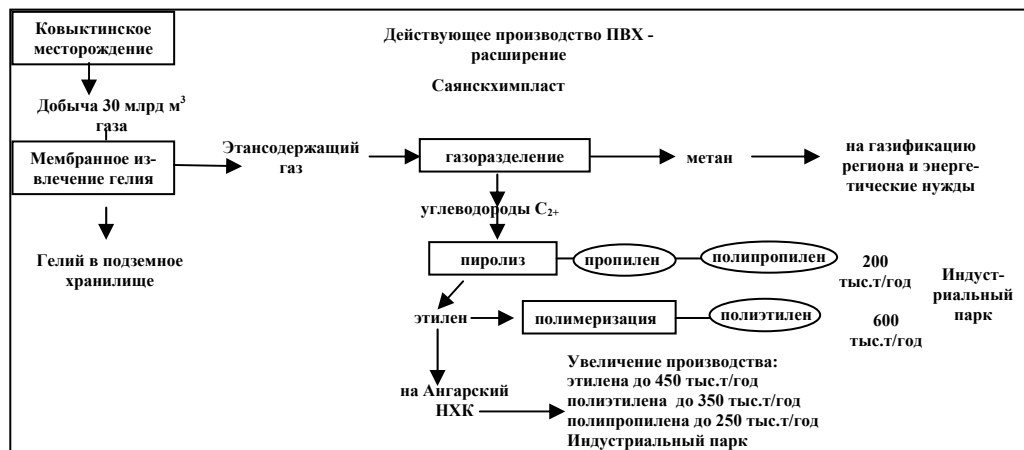 Ковыктинское
месторождение
Действующее производство ПВХ -
расширение
Саянскхимпласт
Добыча 30 млрд м³
газа
Мембранное из-
влечение гелия
Этансодержащий
газ
газоразделение
метан
на газификацию
региона и энерге-
тические нужды
углеводороды С₂₊
Гелий в подземное
хранилище
пиролиз
пропилен
полипропилен
200
тыс.т/год
Индуст-
риальный
парк
этилен
полимеризация
полиэтилен
600
тыс.т/год
на Ангарский
НХК
Увеличение производства:
этилена до 450 тыс.т/год
полиэтилена до 350 тыс.т/год
полипропилена до 250 тыс.т/год
Индустриальный парк